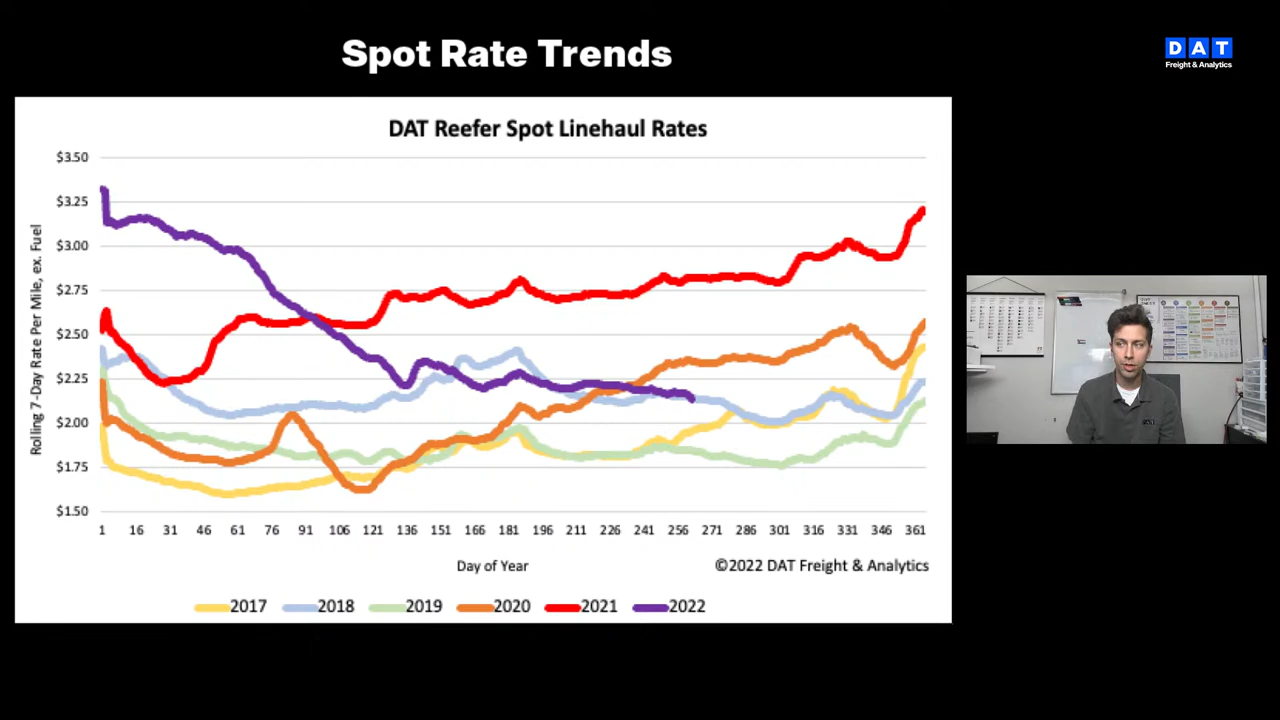 Spot Rate Trends
D A T
Freight & Analytics
DAT Reefer Spot Linehaul Rates
Rolling 7-Day Rate Per Mile, ex. Fuel
$3.50
$3.25
$3.00
$2.75
$2.50
$2.25
$2.00
$1.75
$1.50
1 16 31 46 61 76 91 106 121 136 151 166 181 196 211 226 241 256 271 286 301 316 331 346 361
Day of Year
©2022 DAT Freight & Analytics
2017 2018 2019 2020 2021 2022